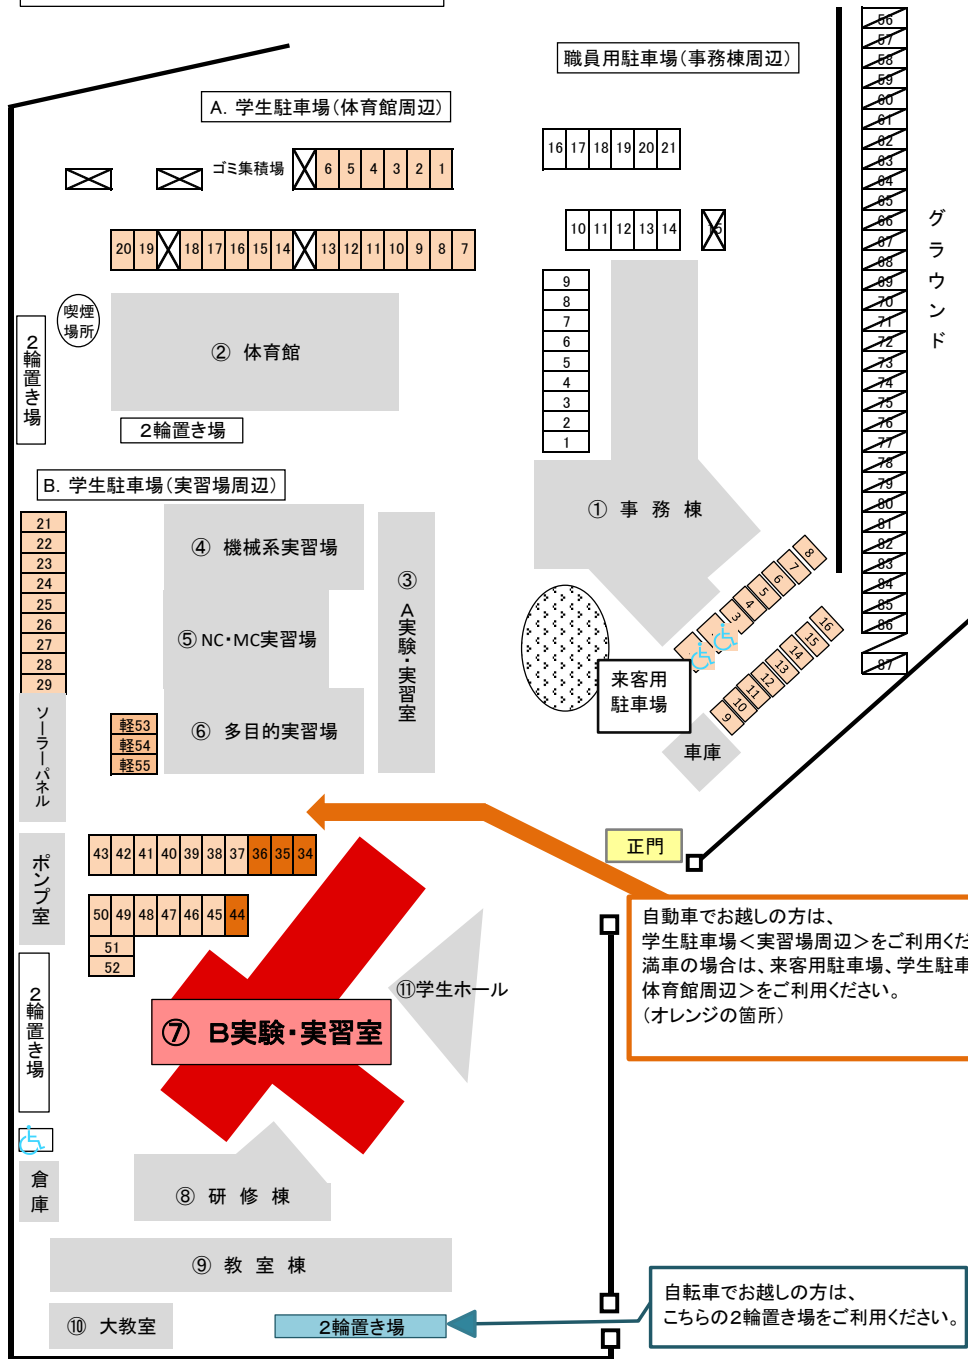 職員用駐車場(事務棟周辺)
A. 学生駐車場(体育館周辺)
ゴミ集積場
6 5 4 3 2 1
16 17 18 19 20 21
20 19 18 17 16 15 14 13 12 11 10 9 8 7
10 11 12 13 14 15
9
8
7
6
5
4
3
2
1
喫煙
場所
② 体育館
2輪置き場
2輪置き場
B. 学生駐車場(実習場周辺)
21
22
23
24
25
26
27
28
29
④ 機械系実習場
⑤ NC・MC実習場
⑥ 多目的実習場
③ A実験・実習室
① 事 務 棟
3 4 5 6 7 8
9 10 11 12 13 14 15 16
来客用
駐車場
車庫
56
57
58
59
60
61
62
63
64
65
66
67
68
69
70
71
72
73
74
75
76
77
78
79
80
81
82
83
84
85
86
87
グラウンド
ソーラーパネル
軽53
軽54
軽55
正門
ポンプ室
43 42 41 40 39 38 37 36 35 34
50 49 48 47 46 45 44
51
52
自動車でお越しの方は、
学生駐車場<実習場周辺>をご利用くだ
満車の場合は、来客用駐車場、学生駐車
体育館周辺>をご利用ください。
(オレンジの箇所)
⑪学生ホール
⑦ B実験・実習室
2輪置き場
倉庫
⑧ 研 修 棟
⑨ 教 室 棟
⑩ 大教室
2輪置き場
自転車でお越しの方は、
こちらの2輪置き場をご利用ください。